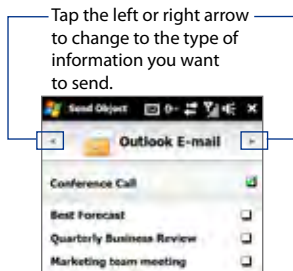 Tap the left or right arrow
to change to the type of
information you want
to send.
Send Object
Outlook E-mail
Conference Call
Best Forecast
Quarterly Business Review
Marketing team meeting